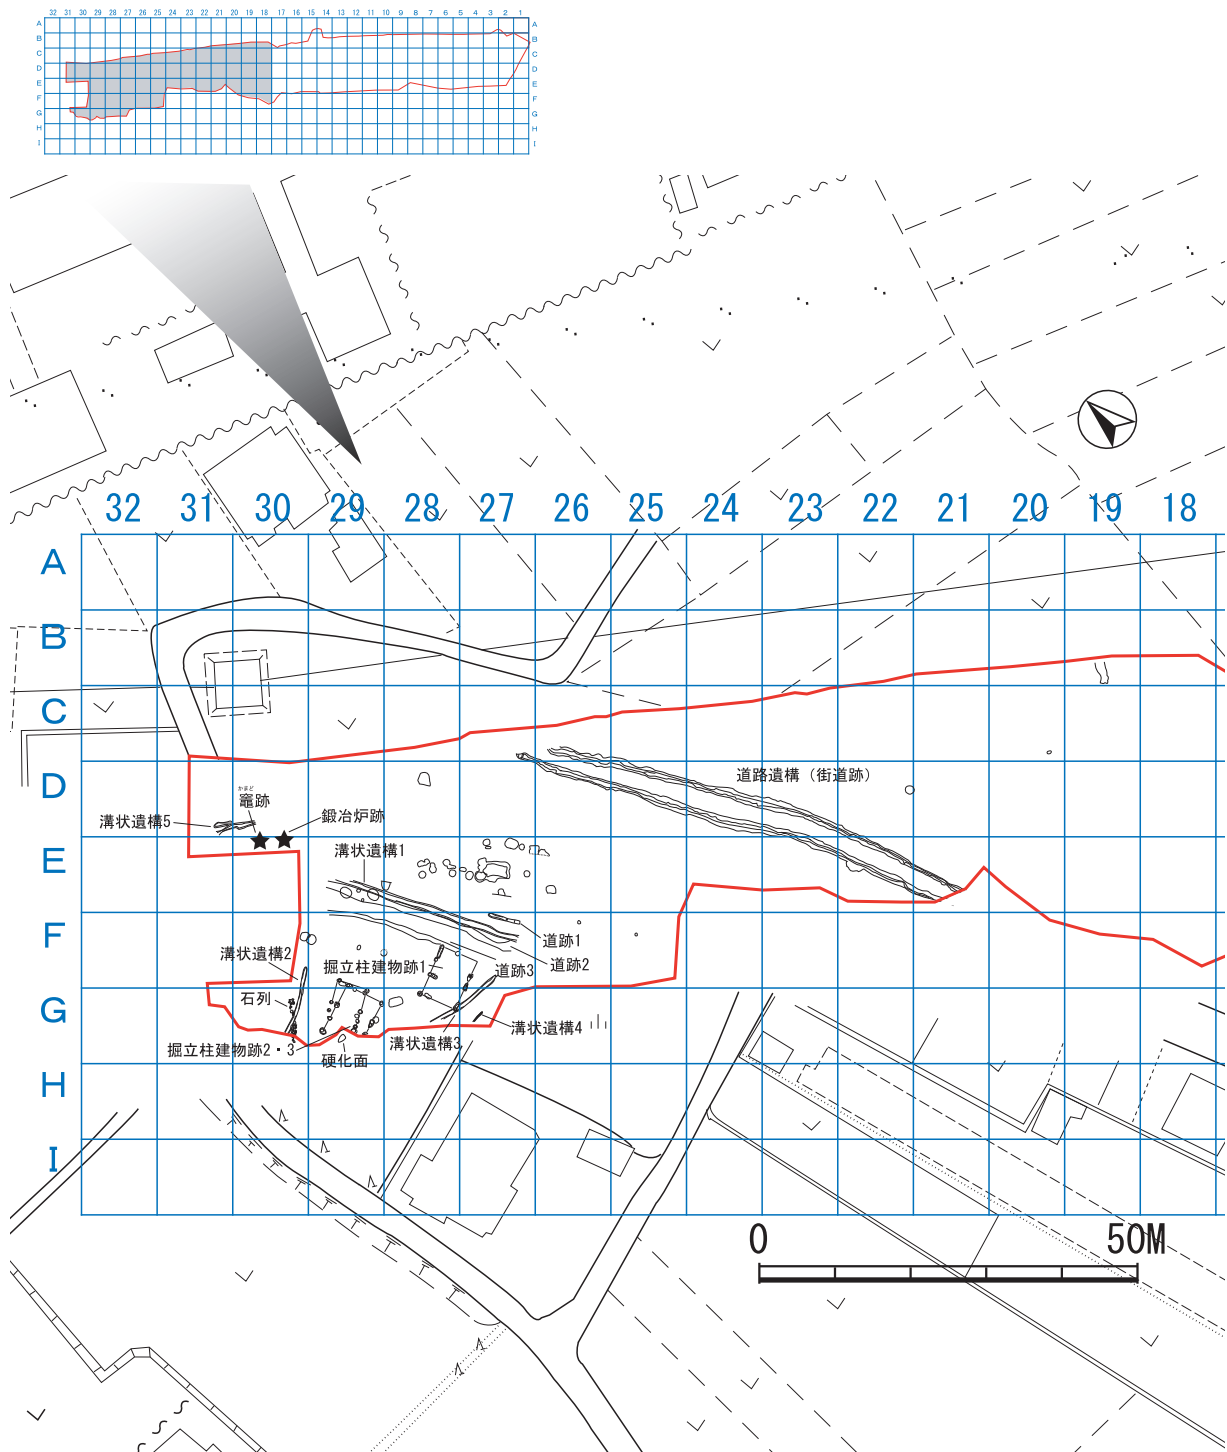 32 31 30 29 28 27 26 25 24 23 22 21 20 19 18 17 16 15 14 13 12 11 10 9 8 7 6 5 4 3 2 1
A A
B B
C C
D D
E E
F F
G G
H H
I I
32 31 30 29 28 27 26 25 24 23 22 21 20 19 18
A
B
C
D
道路遺構（街道跡）
かまど
竈跡
鍛冶炉跡
溝状遺構5
E
溝状遺構1
F
道跡1
溝状遺構2
掘立柱建物跡1
道跡3
道跡2
G
石列
溝状遺構4
溝状遺構3
掘立柱建物跡2・3
硬化面
H
I
0 50M